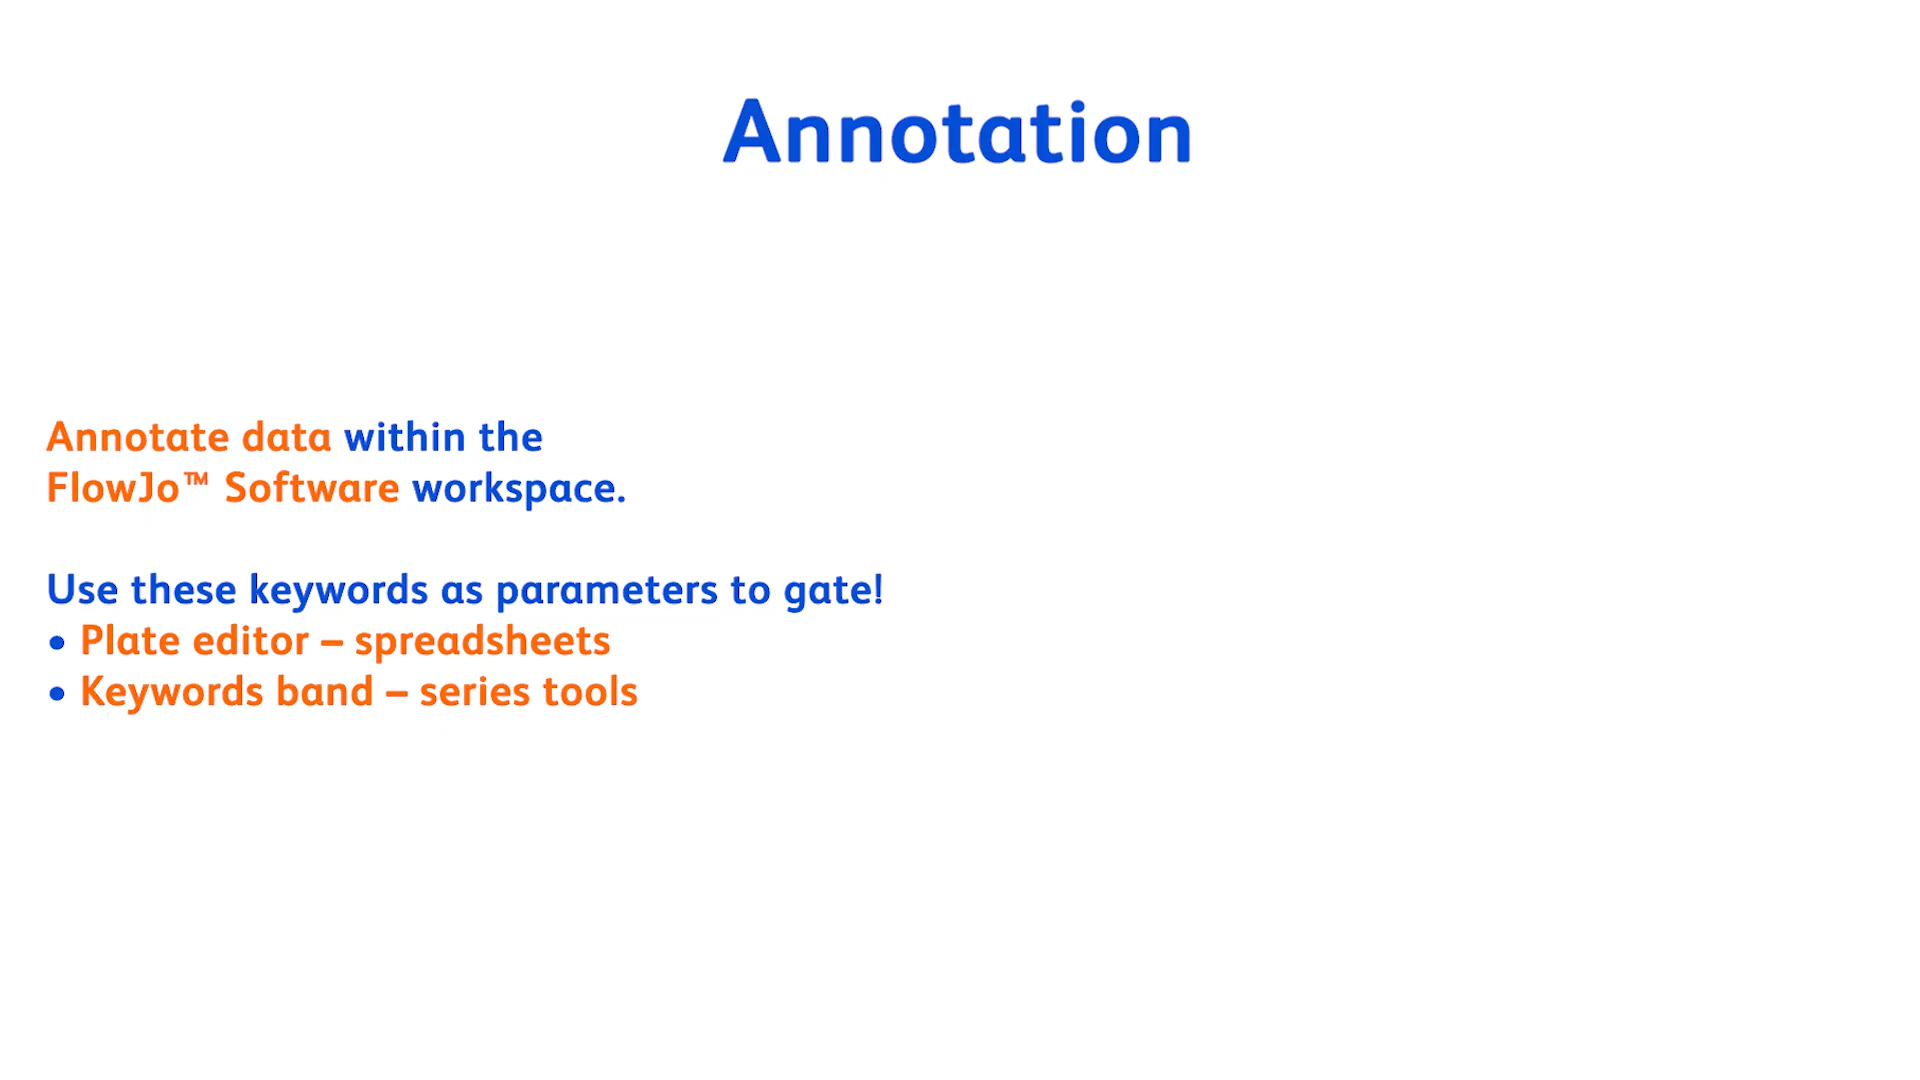 Annotation
Annotate data within the
FlowJo™ Software workspace.
Use these keywords as parameters to gate!
• Plate editor – spreadsheets
• Keywords band – series tools